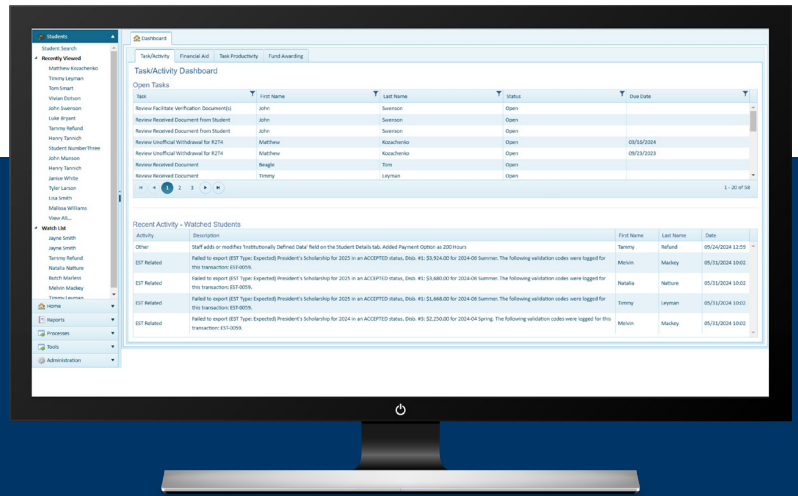 Students
Student Search
Recently Viewed
Matthew Kozachenko
Timmy Leyman
Tom Smart
Vivian Dotson
John Swenson
Luke Bryant
Tammy Refund
Henry Tannich
Student NumberThree
John Munson
Henry Tannich
Janice White
Tyler Larson
Lisa Smith
Malissa Williams
View All...
Watch List
Jayne Smith
Jayne Smith
Tammy Refund
Natalia Natture
Butch Marless
Melvin Mackey
Timmy Leyman
Home
Reports
Processes
Tools
Administration
Dashboard
Task/Activity Financial Aid Task Productivity Fund Awarding
Task/Activity Dashboard
Open Tasks
Task First Name Last Name Status Due Date
Review Facilitate Verification Document(s) John Swenson Open
Review Received Document from Student John Swenson Open
Review Received Document from Student John Swenson Open
Review Unofficial Withdrawal for R2T4 Matthew Kozachenko Open 03/16/2024
Review Unofficial Withdrawal for R2T4 Matthew Kozachenko Open 09/23/2023
Review Received Document Beagle Tom Open
Review Received Document Timmy Leyman Open
1 2 3 1 - 20 of 58
Recent Activity - Watched Students
Activity Description First Name Last Name Date
Other Staff adds or modifies 'Institutionally Defined Data' field on the Student Details tab. Added Payment Option as 200 Hours Tammy Refund 09/24/2024 12:59
EST Related Failed to export (EST Type: Expected) President's Scholarship for 2025 in an ACCEPTED status, Disb. #1: $3,924.00 for 2024-06 Summer. The following validation codes were logged for Melvin Mackey 05/31/2024 10:02
this transaction: EST-0059.
EST Related Failed to export (EST Type: Expected) President's Scholarship for 2025 in an ACCEPTED status, Disb. #1: $3,680.00 for 2024-06 Summer. The following validation codes were logged for Natalia Natture 05/31/2024 10:02
this transaction: EST-0059.
EST Related Failed to export (EST Type: Expected) President's Scholarship for 2025 in an ACCEPTED status, Disb. #1: $1,668.00 for 2024-06 Summer. The following validation codes were logged for Timmy Leyman 05/31/2024 10:02
this transaction: EST-0059.
EST Related Failed to export (EST Type: Expected) President's Scholarship for 2024 in an ACCEPTED status, Disb. #5: $2,250.00 for 2024-04 Spring. The following validation codes were logged for this Melvin Mackey 05/31/2024 10:02
transaction: EST-0059.